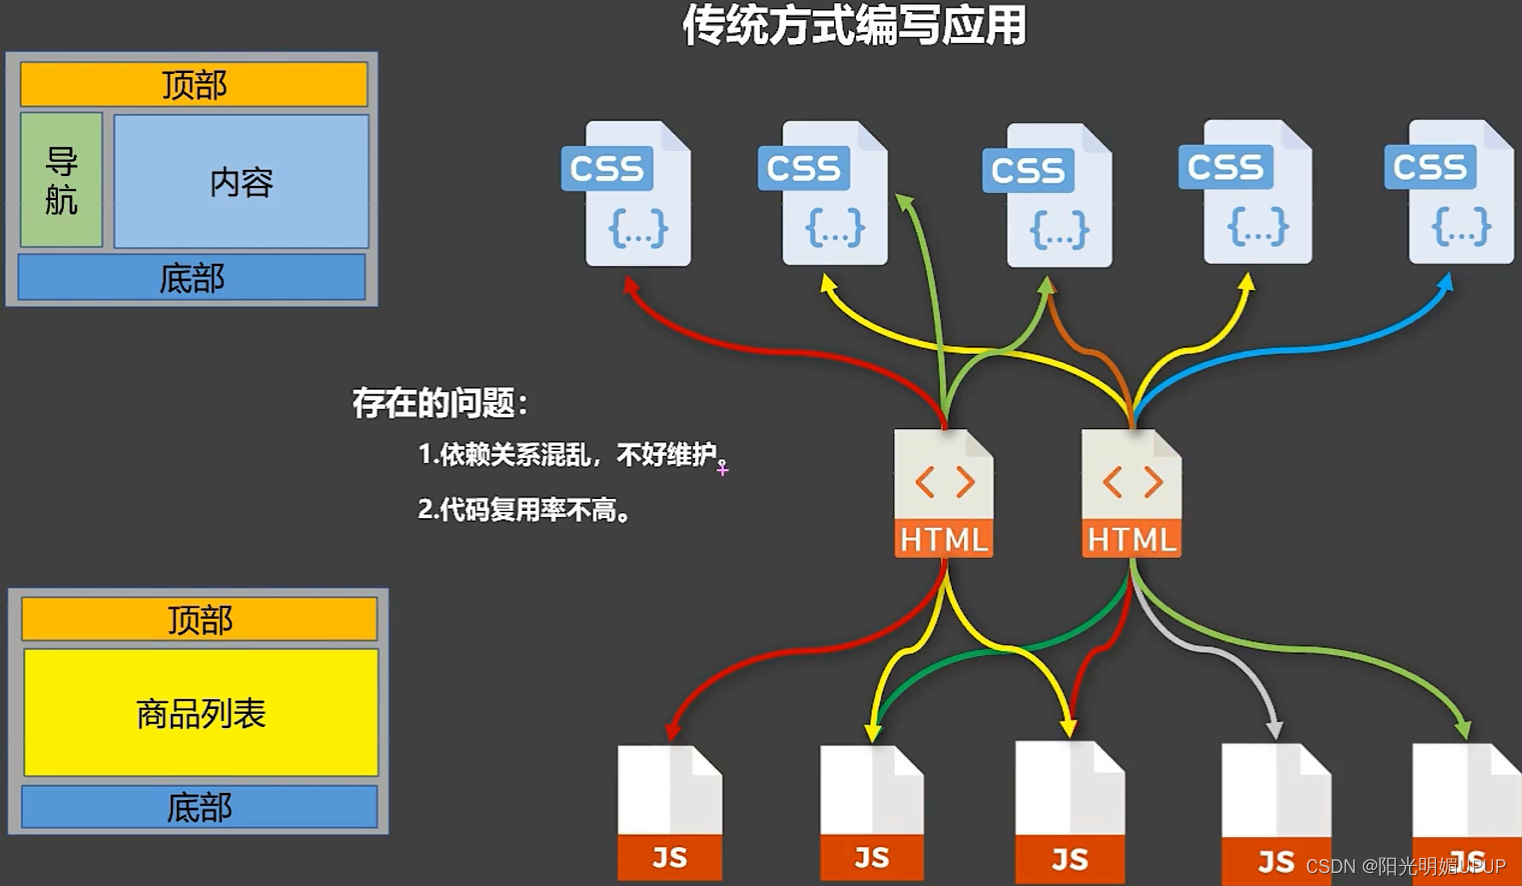 传统方式编写应用
顶部
导航
内容
底部
CSS
{...}
CSS
{...}
CSS
{...}
CSS
{...}
CSS
{...}
存在的问题：
1.依赖关系混乱，不好维护。
2.代码复用率不高。
< >
HTML
< >
HTML
顶部
商品列表
底部
JS
JS
JS
JS
JS
CSDN @阳光明媚UPUP